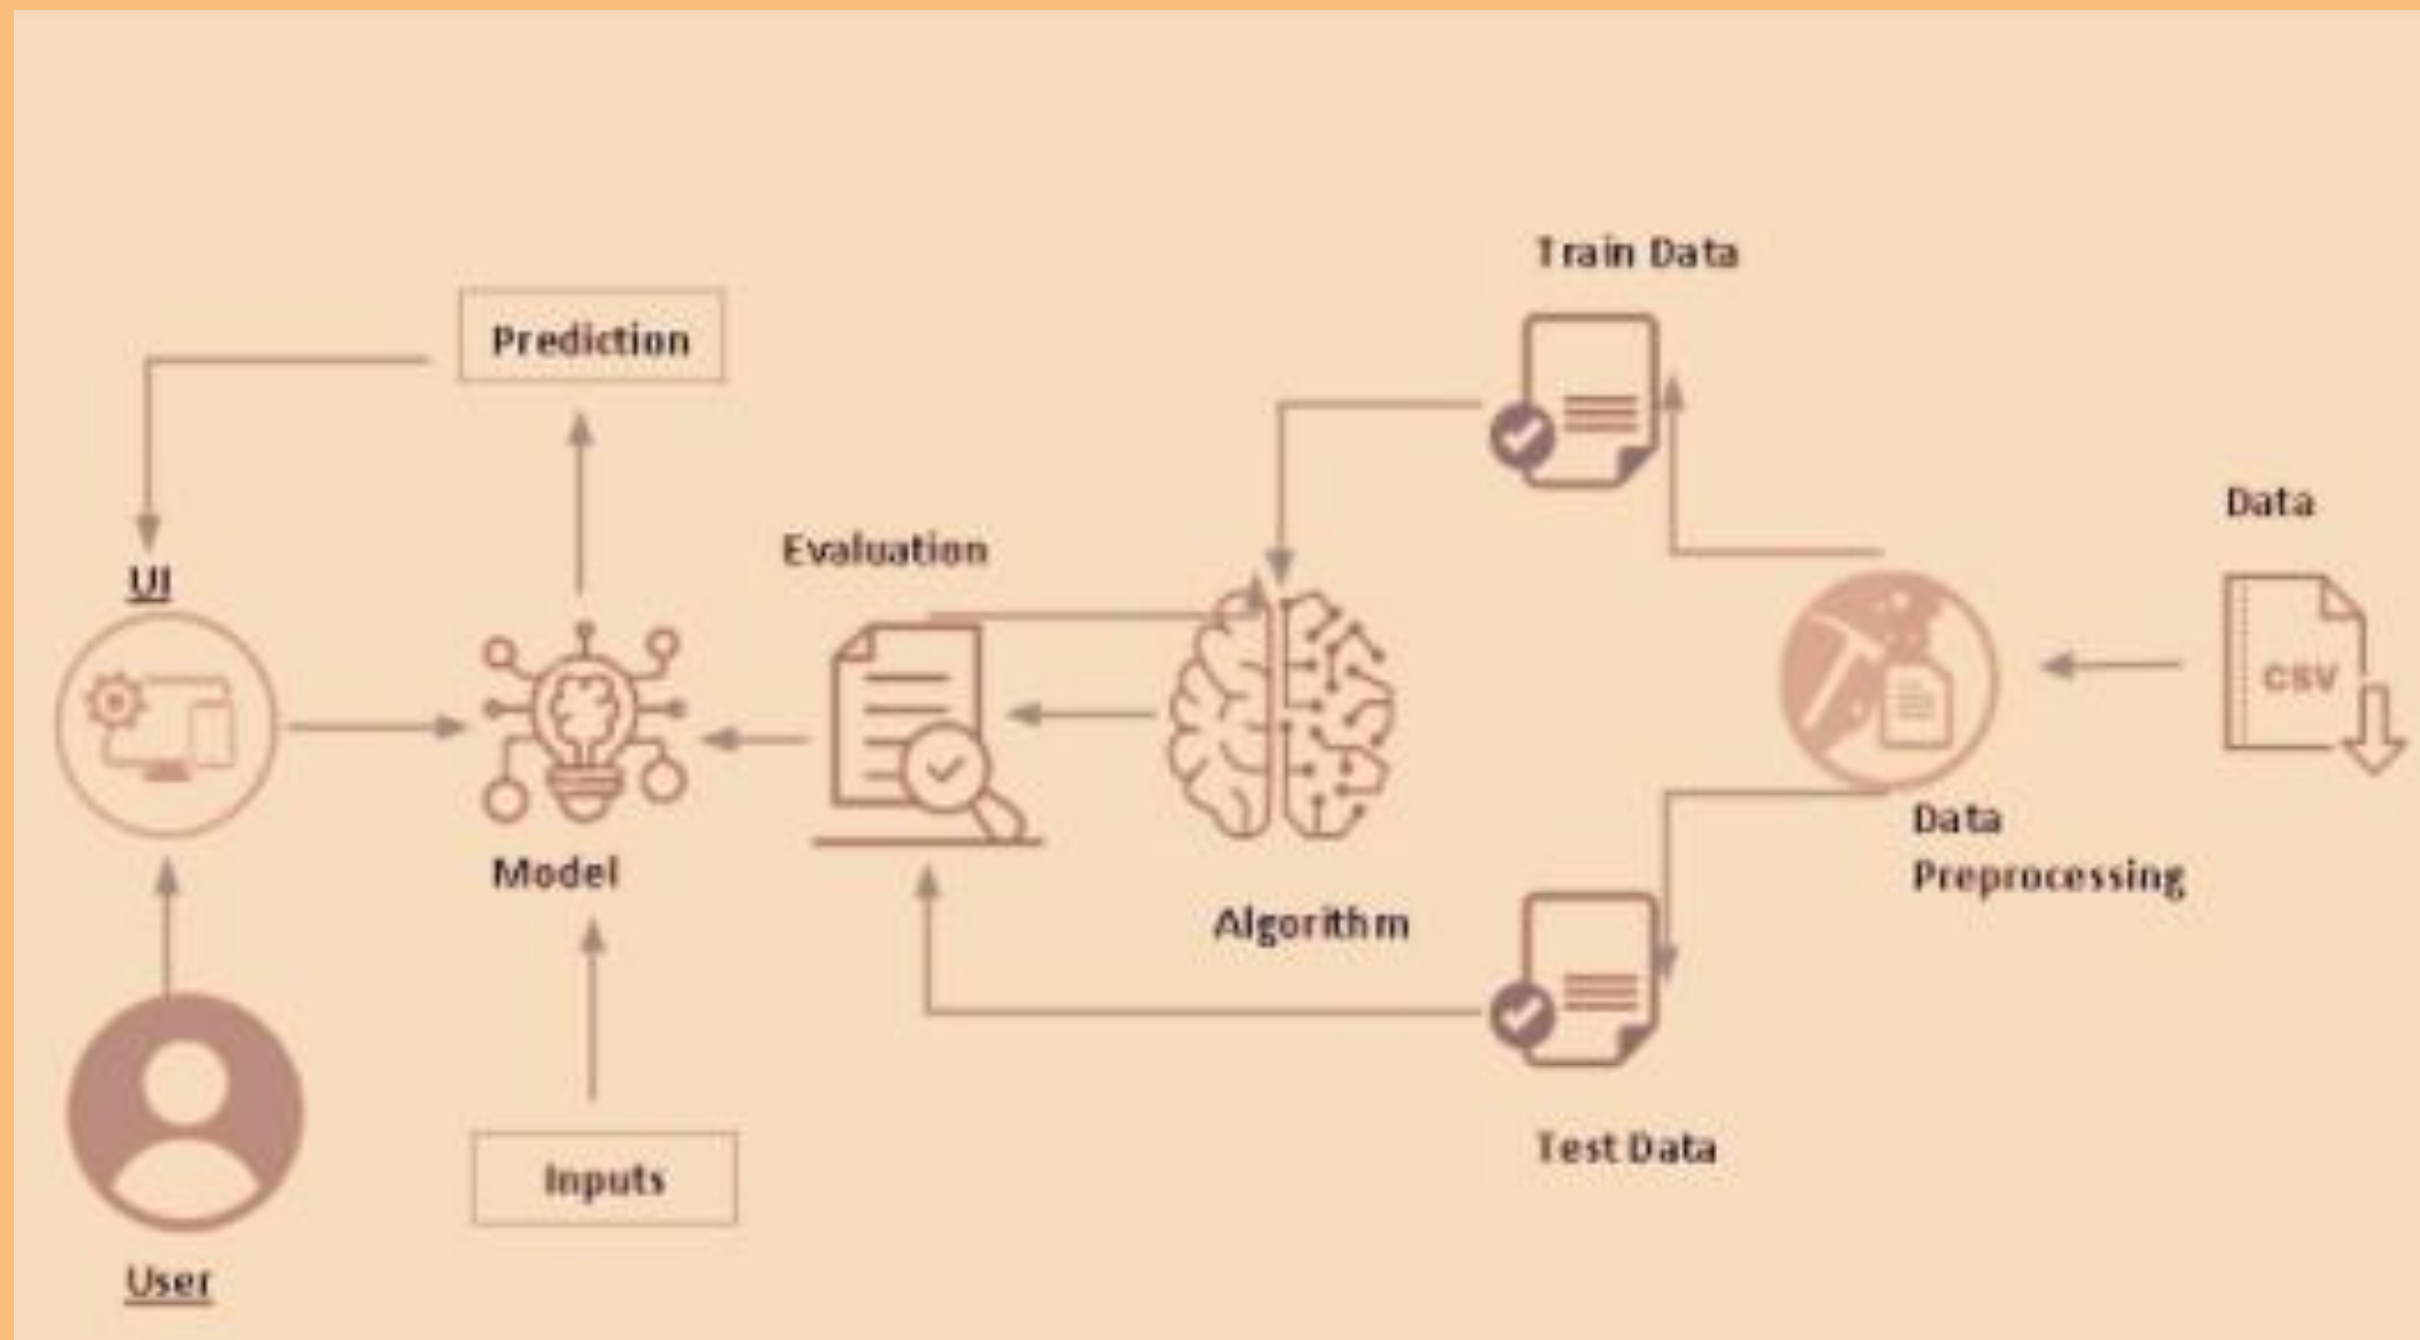 Train Data
Prediction
Data
CSV
Evaluation
UI
Data
Preprocessing
Model
Algorithm
Test Data
Inputs
User